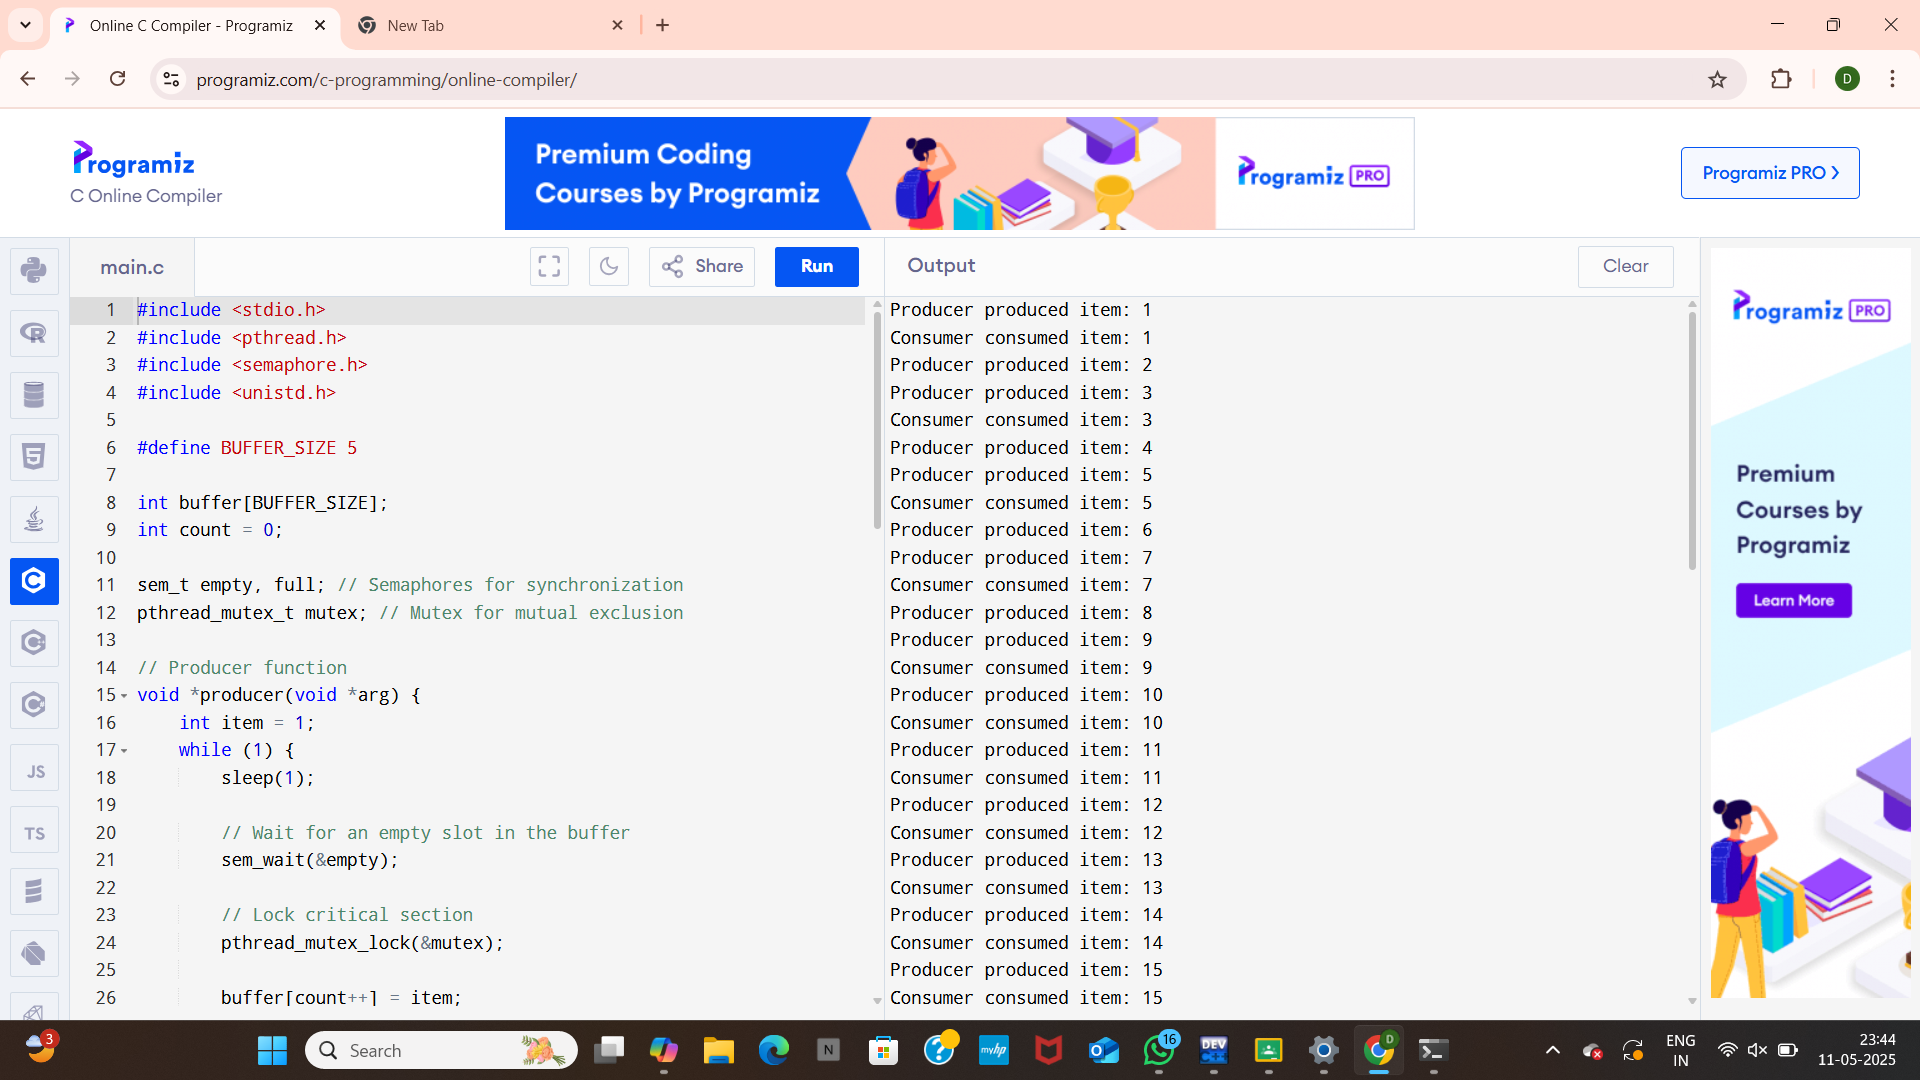 Online C Compiler - Programiz
New Tab
programiz.com/c-programming/online-compiler/
D
Programiz
C Online Compiler
Premium Coding
Courses by Programiz
Programiz PRO
Programiz PRO
main.c
Share
Run
Output
Clear
1 #include <stdio.h>
2 #include <pthread.h>
3 #include <semaphore.h>
4 #include <unistd.h>
5
6 #define BUFFER_SIZE 5
7
8 int buffer[BUFFER_SIZE];
9 int count = 0;
10
11 sem_t empty, full; // Semaphores for synchronization
12 pthread_mutex_t mutex; // Mutex for mutual exclusion
13
14 // Producer function
15 void *producer(void *arg) {
16 int item = 1;
17 while (1) {
18 sleep(1);
19
20 // Wait for an empty slot in the buffer
21 sem_wait(&empty);
22
23 // Lock critical section
24 pthread_mutex_lock(&mutex);
25
26 buffer[count++] = item;
Producer produced item: 1
Consumer consumed item: 1
Producer produced item: 2
Producer produced item: 3
Consumer consumed item: 3
Producer produced item: 4
Producer produced item: 5
Consumer consumed item: 5
Producer produced item: 6
Producer produced item: 7
Consumer consumed item: 7
Producer produced item: 8
Producer produced item: 9
Consumer consumed item: 9
Producer produced item: 10
Consumer consumed item: 10
Producer produced item: 11
Consumer consumed item: 11
Producer produced item: 12
Consumer consumed item: 12
Producer produced item: 13
Consumer consumed item: 13
Producer produced item: 14
Consumer consumed item: 14
Producer produced item: 15
Consumer consumed item: 15
Programiz PRO
Premium
Courses by
Programiz
Learn More
JS
TS
3
Search
N
myhp
16
DEV
C++
D
ENG
IN
23:44
11-05-2025